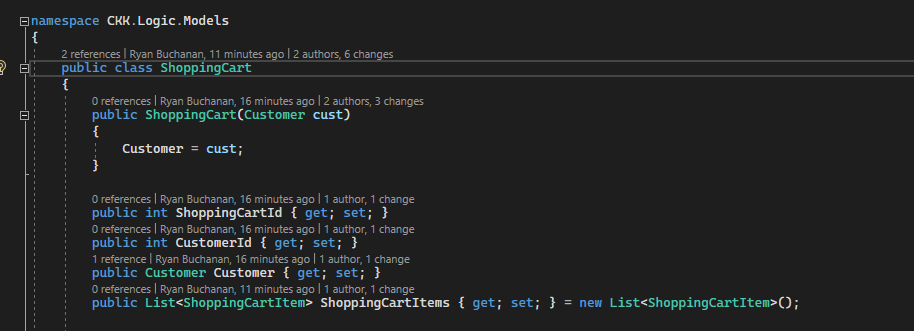 namespace CKK.Logic.Models
{
2 references | Ryan Buchanan, 11 minutes ago | 2 authors, 6 changes
public class ShoppingCart
{
0 references | Ryan Buchanan, 16 minutes ago | 2 authors, 3 changes
public ShoppingCart(Customer cust)
{
Customer = cust;
}
0 references | Ryan Buchanan, 16 minutes ago | 1 author, 1 change
public int ShoppingCartId { get; set; }
0 references | Ryan Buchanan, 16 minutes ago | 1 author, 1 change
public int CustomerId { get; set; }
1 reference | Ryan Buchanan, 16 minutes ago | 1 author, 1 change
public Customer Customer { get; set; }
0 references | Ryan Buchanan, 11 minutes ago | 1 author, 1 change
public List<ShoppingCartItem> ShoppingCartItems { get; set; } = new List<ShoppingCartItem>();